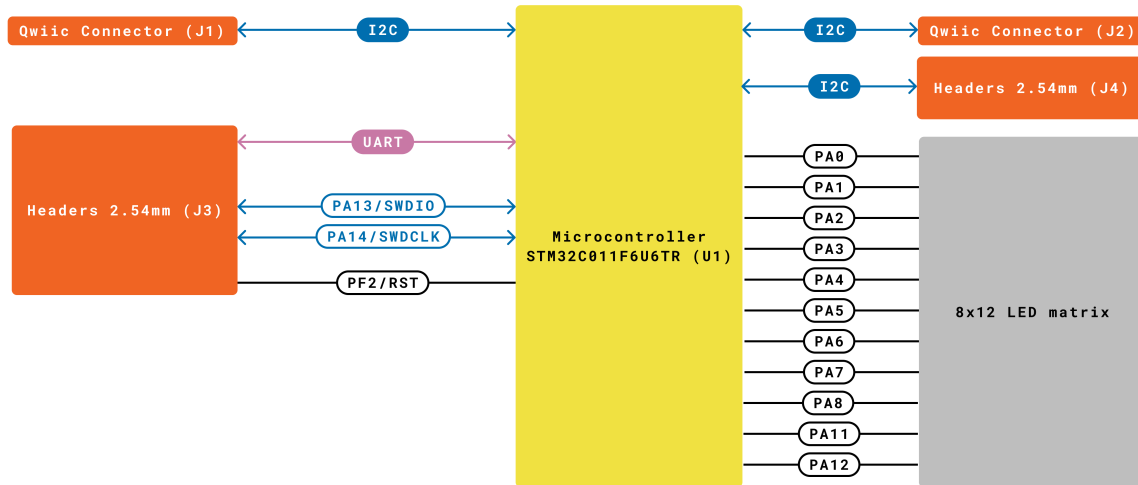 Qwiic Connector (J1)
I2C
I2C
Qwiic Connector (J2)
I2C
Headers 2.54mm (J4)
Headers 2.54mm (J3)
UART
PA13/SWDIO
PA14/SWDCLK
PF2/RST
Microcontroller
STM32C011F6U6TR (U1)
PA0
PA1
PA2
PA3
PA4
PA5
PA6
PA7
PA8
PA11
PA12
8x12 LED matrix